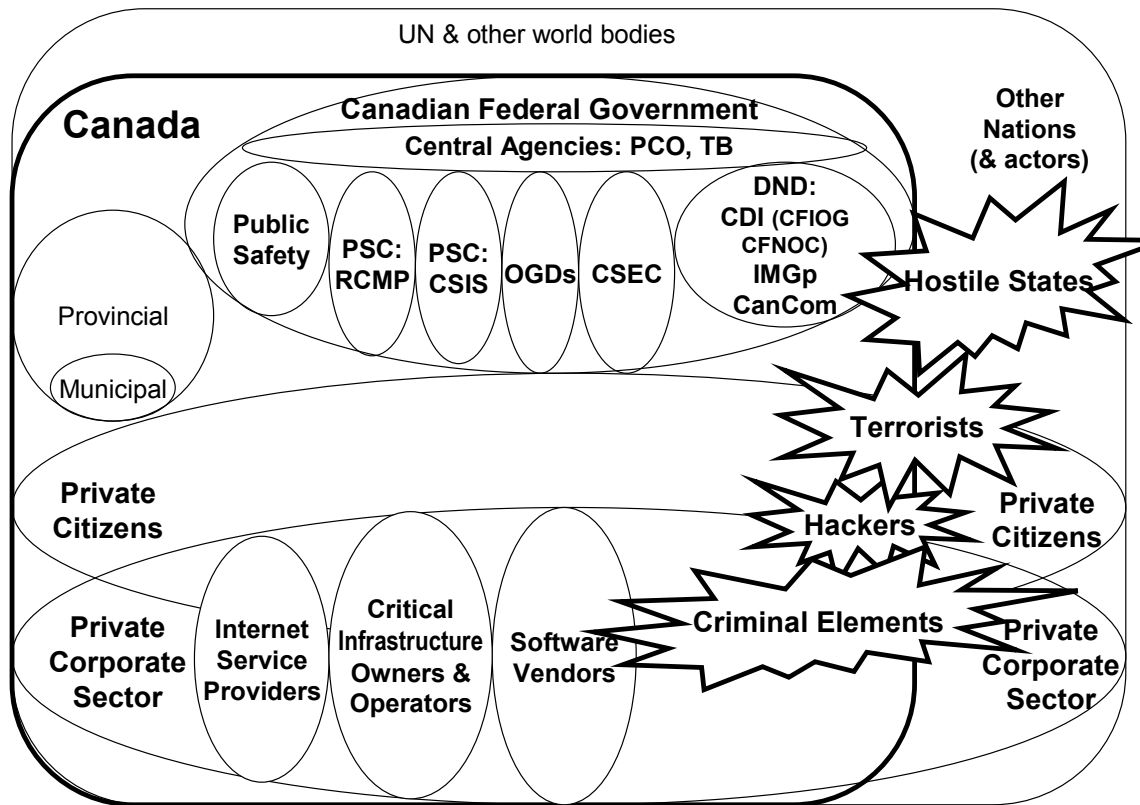 UN & other world bodies
Canada
Canadian Federal Government
Central Agencies: PCO, TB
Other
Nations
(& actors)
Public
Safety
PSC:
RCMP
PSC:
CSIS
OGDs
CSEC
DND:
CDI (CFIOG
CFNOC)
IMGp
CanCom
Hostile States
Provincial
Municipal
Terrorists
Private
Citizens
Hackers
Private
Citizens
Private
Corporate
Sector
Internet
Service
Providers
Critical
Infrastructure
Owners &
Operators
Software
Vendors
Criminal Elements
Private
Corporate
Sector